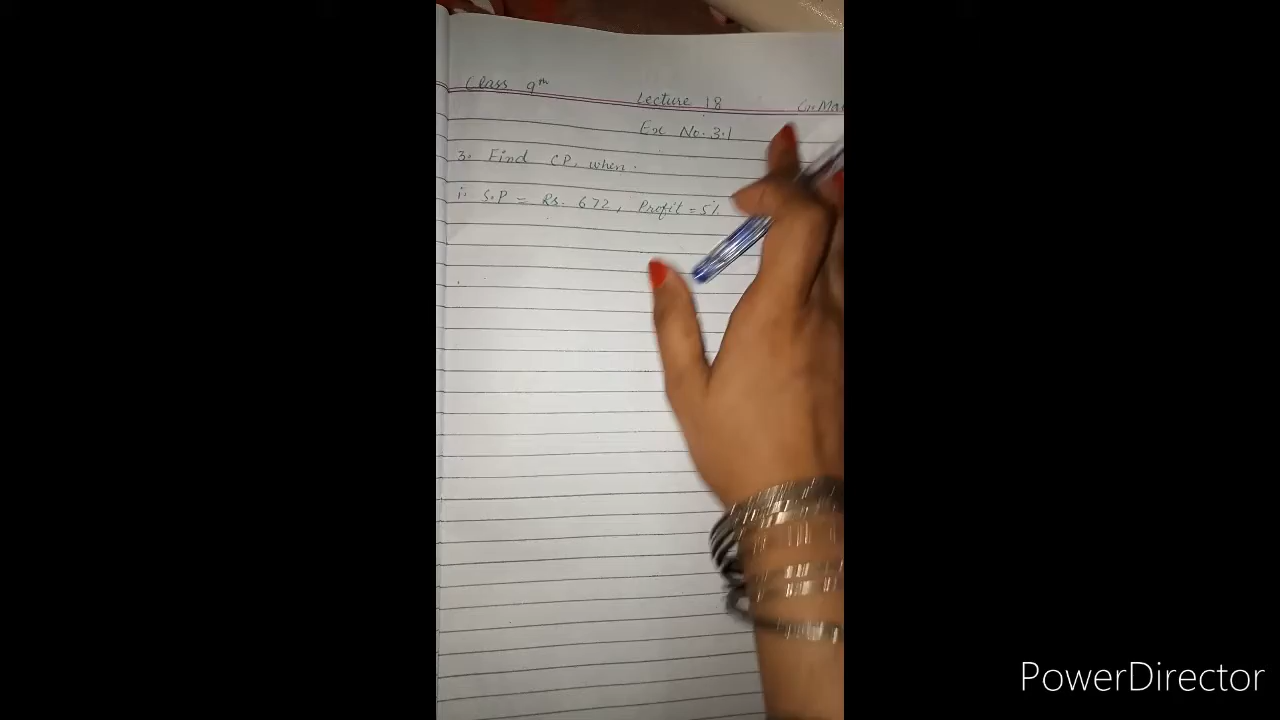 Class 9th
Lecture 18
Ex No. 3.1
3. Find CP, when.
i. S.P = Rs. 672, Profit = 5%
PowerDirector